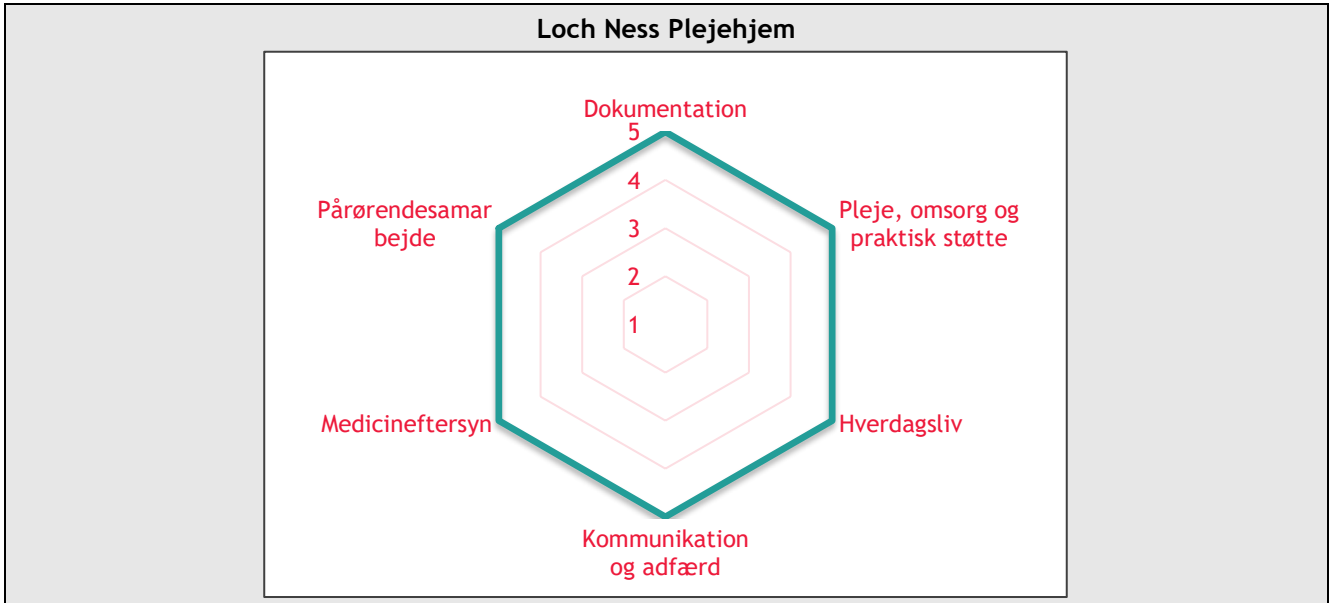 Loch Ness Plejehjem
Dokumentation
5
4
3
2
1
Pårørendesamar
bejde
Pleje, omsorg og
praktisk støtte
Medicineftersyn
Hverdagsliv
Kommunikation
og adfærd